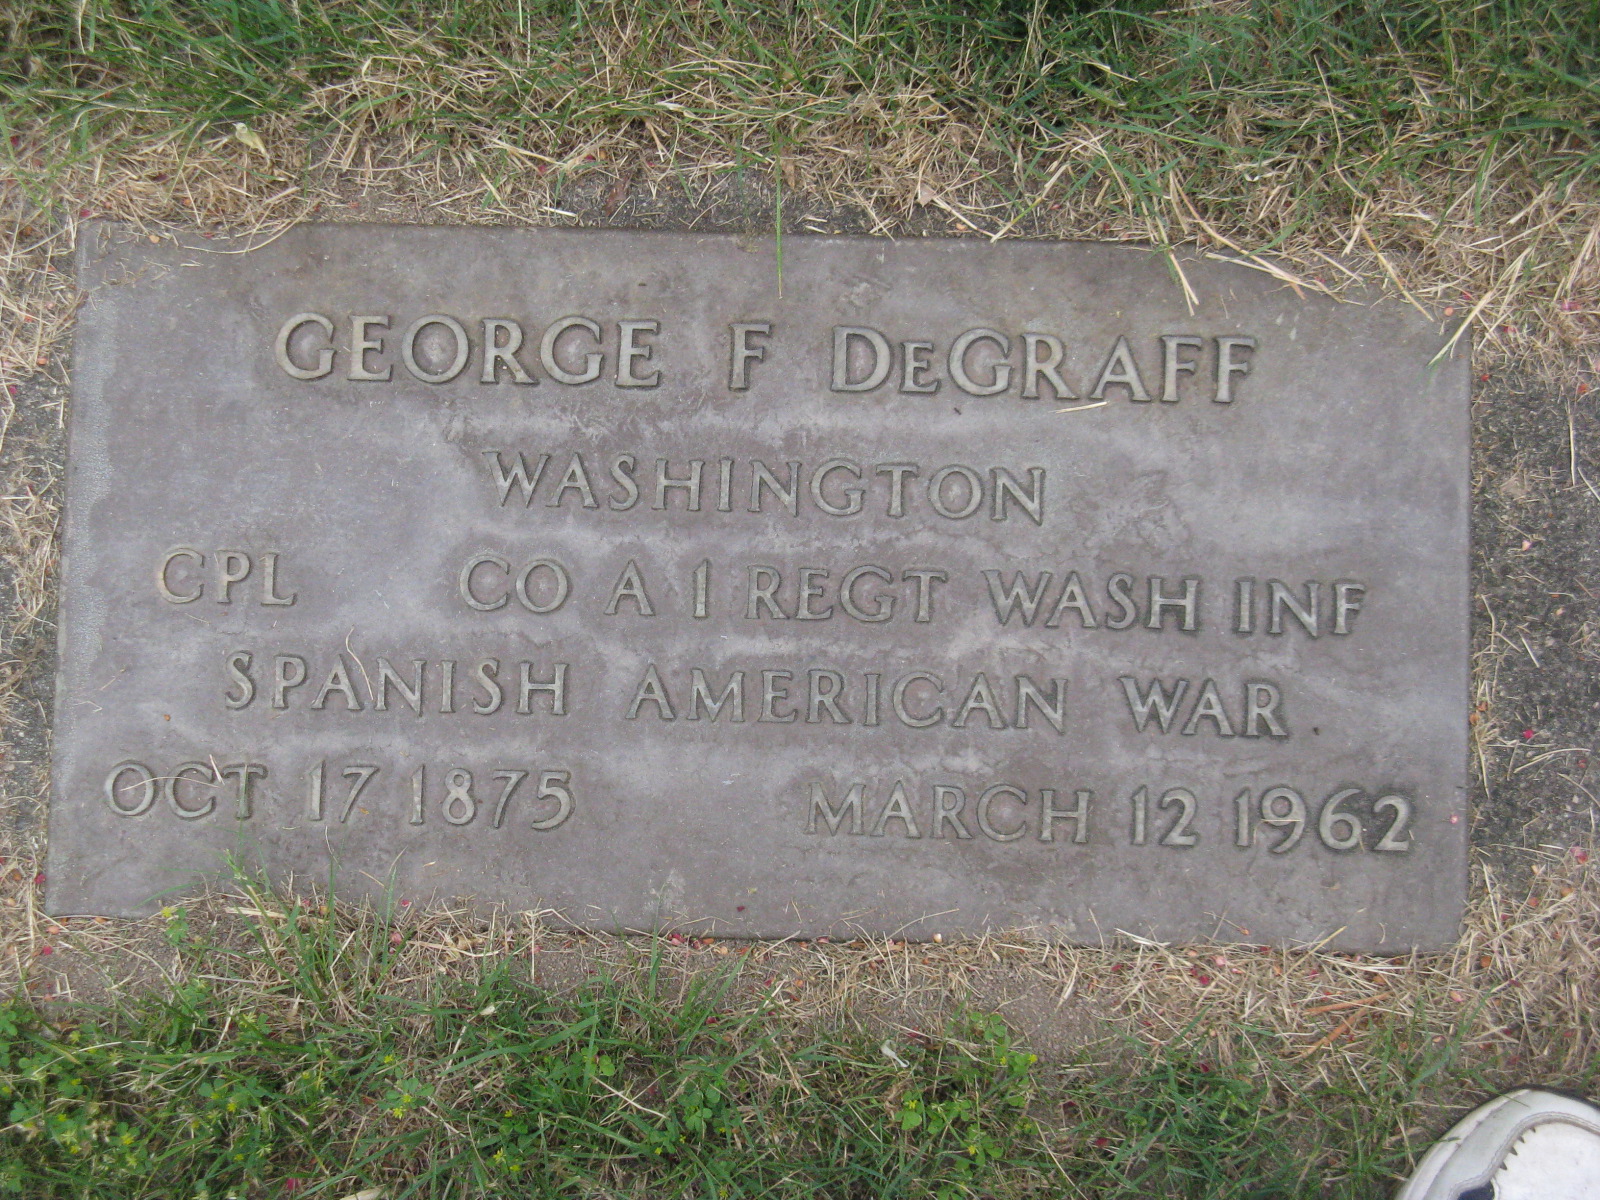 GEORGE F DeGRAFF
WASHINGTON
CPL CO A 1 REGT WASH INF
SPANISH AMERICAN WAR
OCT 17 1875 MARCH 12 1962